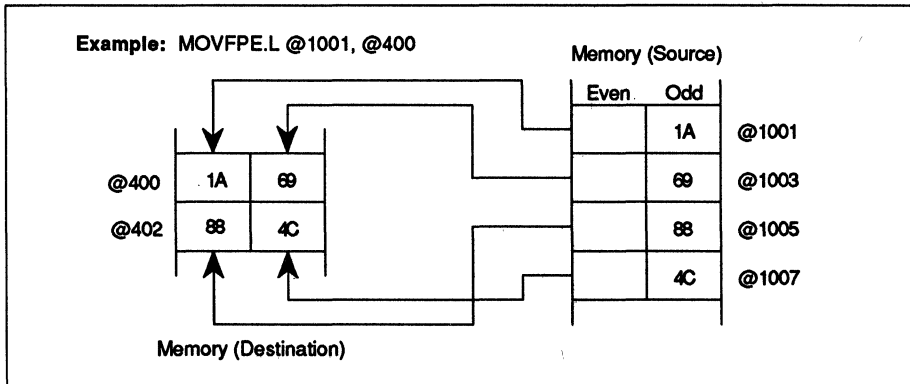 Example: MOVFPE.L @1001, @400
Memory (Source)
Even Odd
1A @1001
69 @1003
88 @1005
4C @1007
@400 1A 69
@402 88 4C
Memory (Destination)